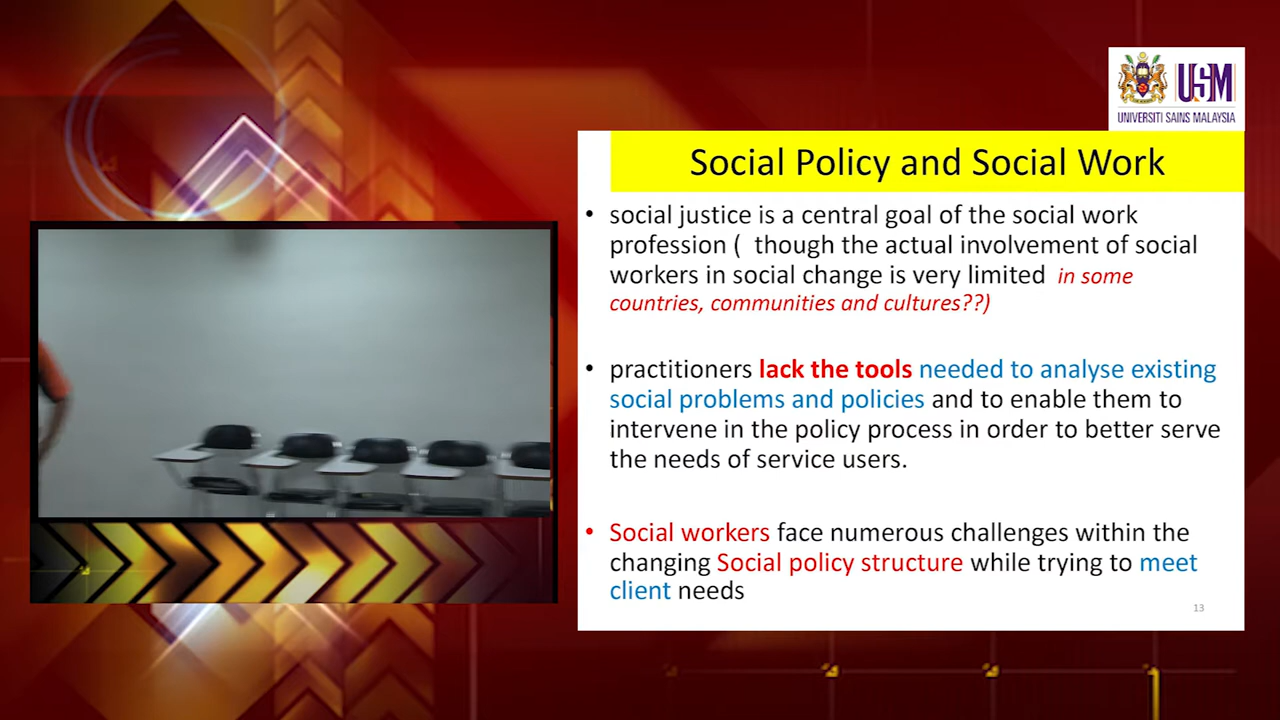 USM
UNIVERSITI SAINS MALAYSIA
Social Policy and Social Work
• social justice is a central goal of the social work
profession ( though the actual involvement of social
workers in social change is very limited in some
countries, communities and cultures??)
• practitioners lack the tools needed to analyse existing
social problems and policies and to enable them to
intervene in the policy process in order to better serve
the needs of service users.
• Social workers face numerous challenges within the
changing Social policy structure while trying to meet
client needs
13